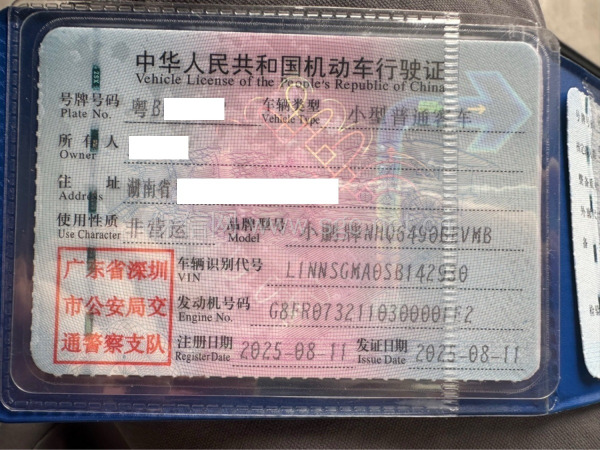 中华人民共和国机动车行驶证
Vehicle License of the People's Republic of China
号牌号码 粤B 车辆类型 小型普通客车
Plate No. Vehicle Type
所有人
Owner
住址 湖南省
Address
使用性质 非营运 品牌型号 小鹏牌
Use Character Model
广东省深圳
市公安局交
通警察支队
车辆识别代号
VIN
发动机号码
Engine No.
注册日期 2025-08-11 发证日期 2025-08-11
Register Date Issue Date